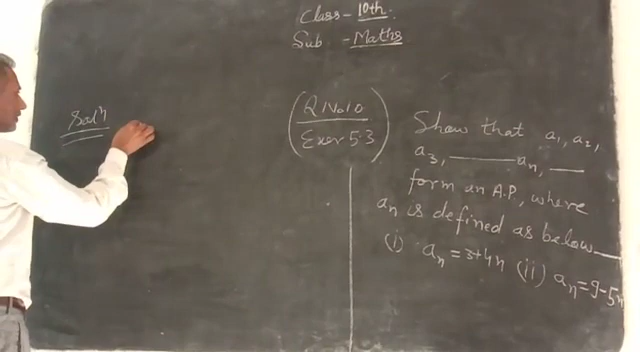 Class - 10th.
Sub - Maths
Solⁿ
Q No 10
Exer 5.3
Show that a₁, a₂,
a₃, ——— aₙ, ——
form an A.P., where
aₙ is defined as below—
(i) aₙ = 3+4n (ii) aₙ = 9-5n